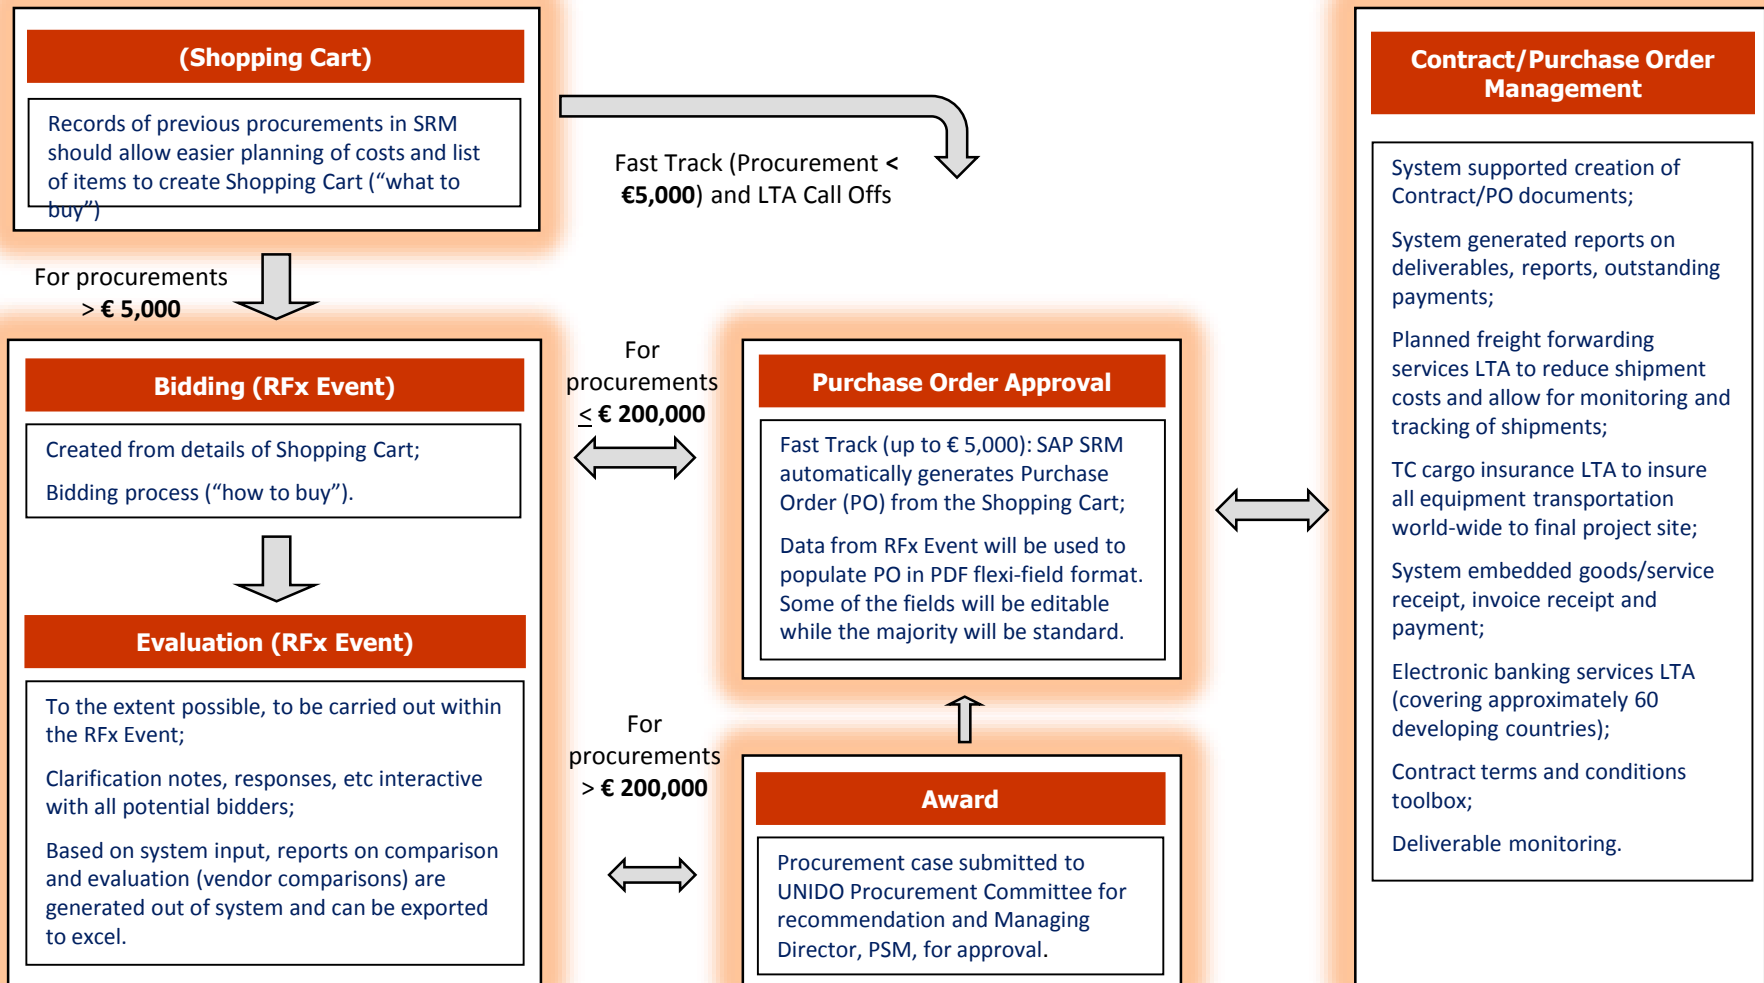 (Shopping Cart)
Records of previous procurements in SRM
should allow easier planning of costs and list
of items to create Shopping Cart (“what to
buy”)
Fast Track (Procurement <
€5,000) and LTA Call Offs
For procurements
> € 5,000
Bidding (RFx Event)
Created from details of Shopping Cart;
Bidding process (“how to buy”).
Evaluation (RFx Event)
To the extent possible, to be carried out within
the RFx Event;
Clarification notes, responses, etc interactive
with all potential bidders;
Based on system input, reports on comparison
and evaluation (vendor comparisons) are
generated out of system and can be exported
to excel.
For
procurements
≤ € 200,000
For
procurements
> € 200,000
Purchase Order Approval
Fast Track (up to € 5,000): SAP SRM
automatically generates Purchase
Order (PO) from the Shopping Cart;
Data from RFx Event will be used to
populate PO in PDF flexi-field format.
Some of the fields will be editable
while the majority will be standard.
Award
Procurement case submitted to
UNIDO Procurement Committee for
recommendation and Managing
Director, PSM, for approval.
Contract/Purchase Order
Management
System supported creation of
Contract/PO documents;
System generated reports on
deliverables, reports, outstanding
payments;
Planned freight forwarding
services LTA to reduce shipment
costs and allow for monitoring and
tracking of shipments;
TC cargo insurance LTA to insure
all equipment transportation
world-wide to final project site;
System embedded goods/service
receipt, invoice receipt and
payment;
Electronic banking services LTA
(covering approximately 60
developing countries);
Contract terms and conditions
toolbox;
Deliverable monitoring.